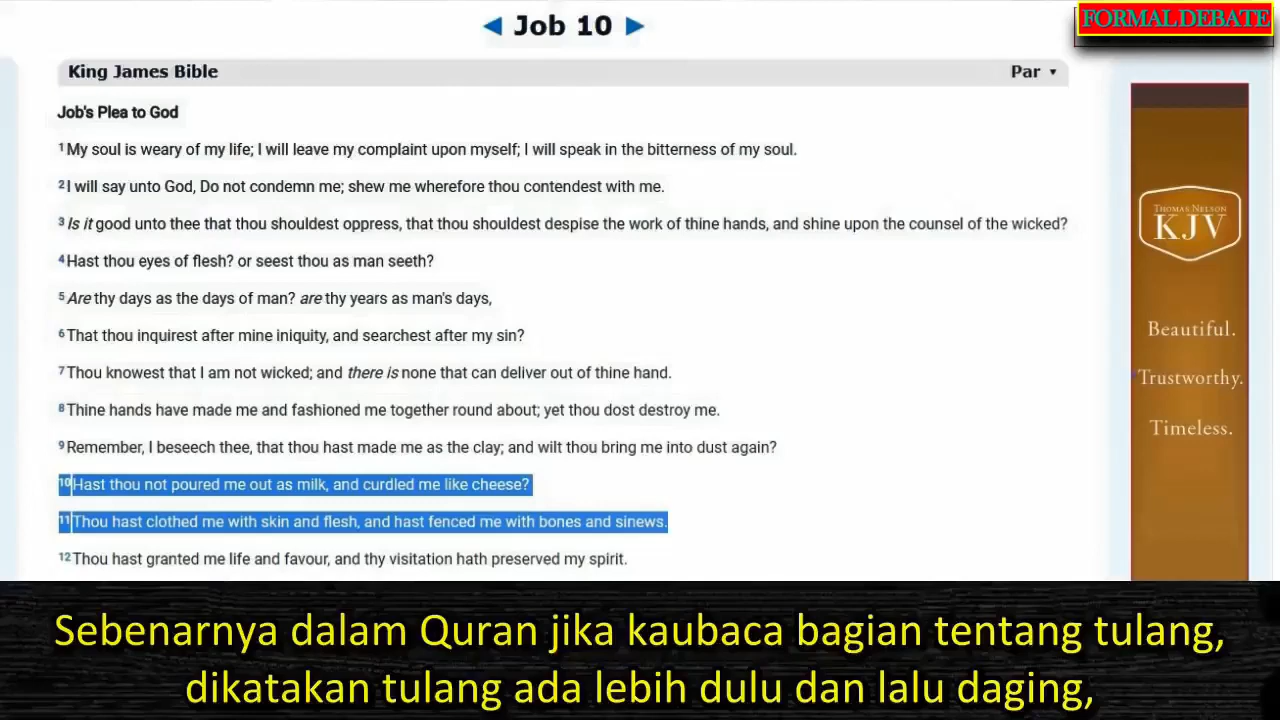 FORMAL DEBATE
◄ Job 10 ►
King James Bible
Par ▼
Job's Plea to God
1 My soul is weary of my life; I will leave my complaint upon myself; I will speak in the bitterness of my soul.
2 I will say unto God, Do not condemn me; shew me wherefore thou contendest with me.
3 Is it good unto thee that thou shouldest oppress, that thou shouldest despise the work of thine hands, and shine upon the counsel of the wicked?
4 Hast thou eyes of flesh? or seest thou as man seeth?
5 Are thy days as the days of man? are thy years as man's days,
6 That thou inquirest after mine iniquity, and searchest after my sin?
7 Thou knowest that I am not wicked; and there is none that can deliver out of thine hand.
8 Thine hands have made me and fashioned me together round about; yet thou dost destroy me.
9 Remember, I beseech thee, that thou hast made me as the clay; and wilt thou bring me into dust again?
10 Hast thou not poured me out as milk, and curdled me like cheese?
11 Thou hast clothed me with skin and flesh, and hast fenced me with bones and sinews.
12 Thou hast granted me life and favour, and thy visitation hath preserved my spirit.
THOMAS NELSON
KJV
Beautiful.
Trustworthy.
Timeless.
Sebenarnya dalam Quran jika kaubaca bagian tentang tulang,
dikatakan tulang ada lebih dulu dan lalu daging,